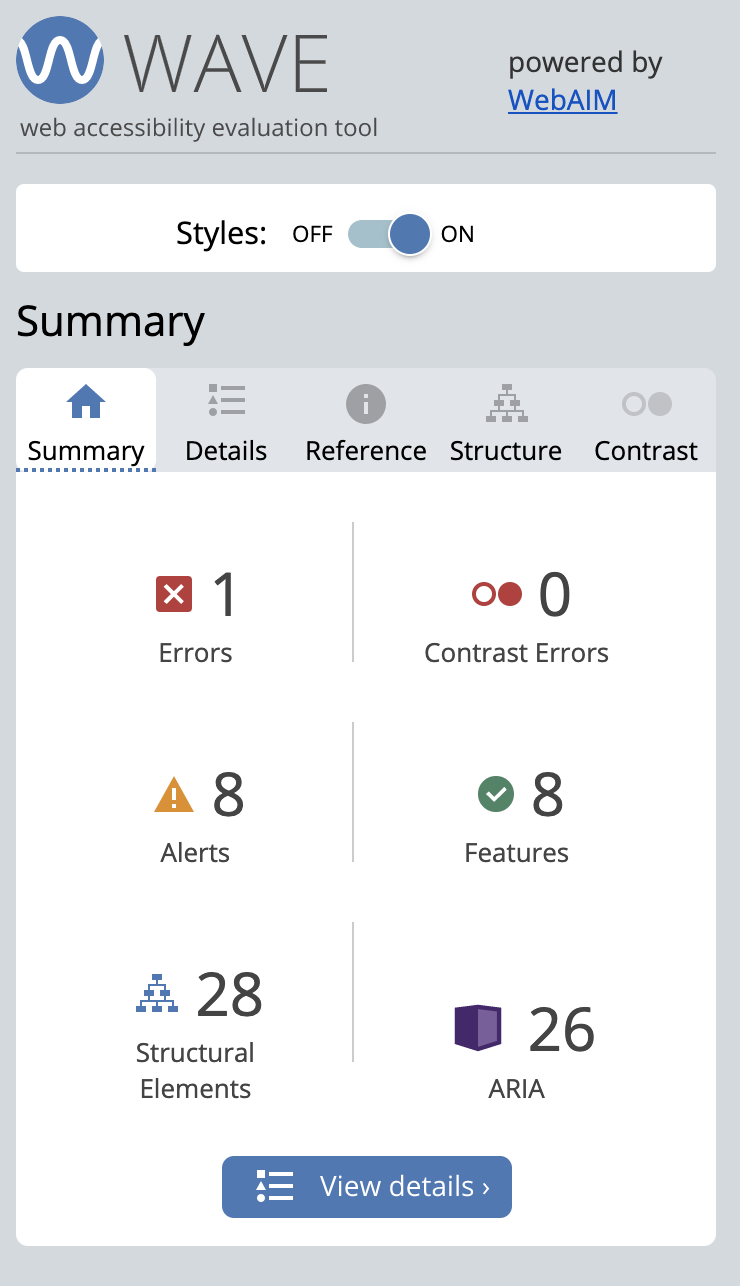 WAVE
powered by
WebAIM
web accessibility evaluation tool
Styles: OFF ON
Summary
Summary Details Reference Structure Contrast
1 0
Errors Contrast Errors
8 8
Alerts Features
28 26
Structural
Elements ARIA
View details ›